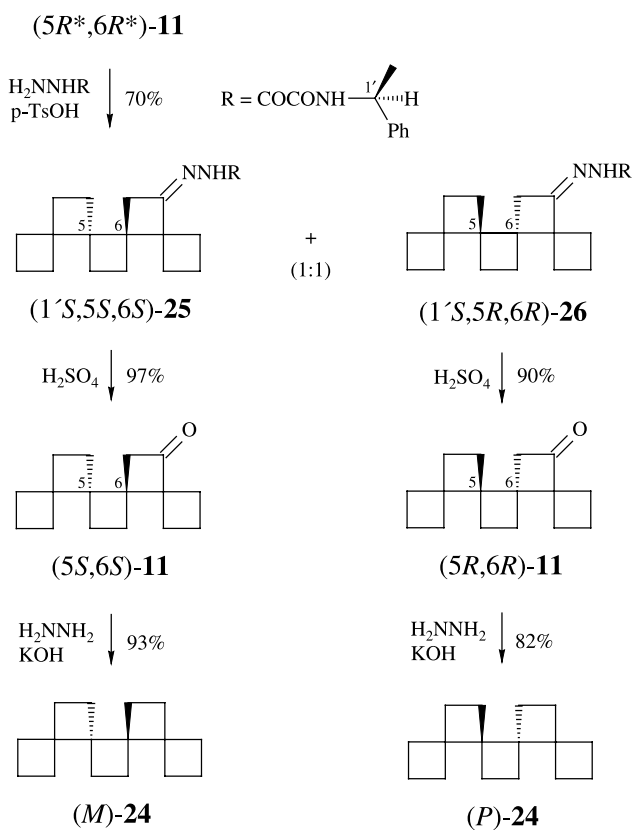 (5R*,6R*)-11
H₂NNHR
p-TsOH
70%
R = COCONH
1′
H
Ph
NNHR
5
6
+
(1:1)
NNHR
5
6
(1´S,5S,6S)-25
(1´S,5R,6R)-26
H₂SO₄
97%
H₂SO₄
90%
O
5
6
O
5
6
(5S,6S)-11
(5R,6R)-11
H₂NNH₂
KOH
93%
H₂NNH₂
KOH
82%
(M)-24
(P)-24